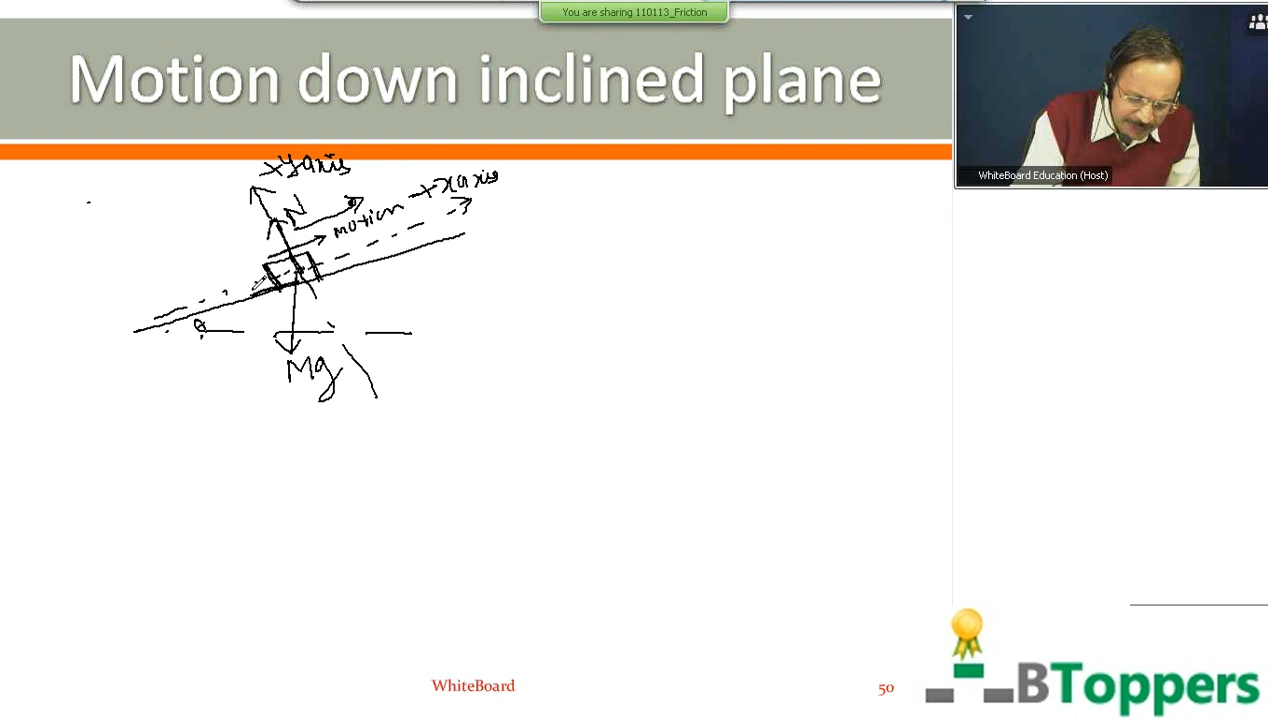 You are sharing 110113_Friction
Motion down inclined plane
WhiteBoard Education (Host)
+y axis
+x axis
N
motion
θ
Mg
WhiteBoard
50
BToppers